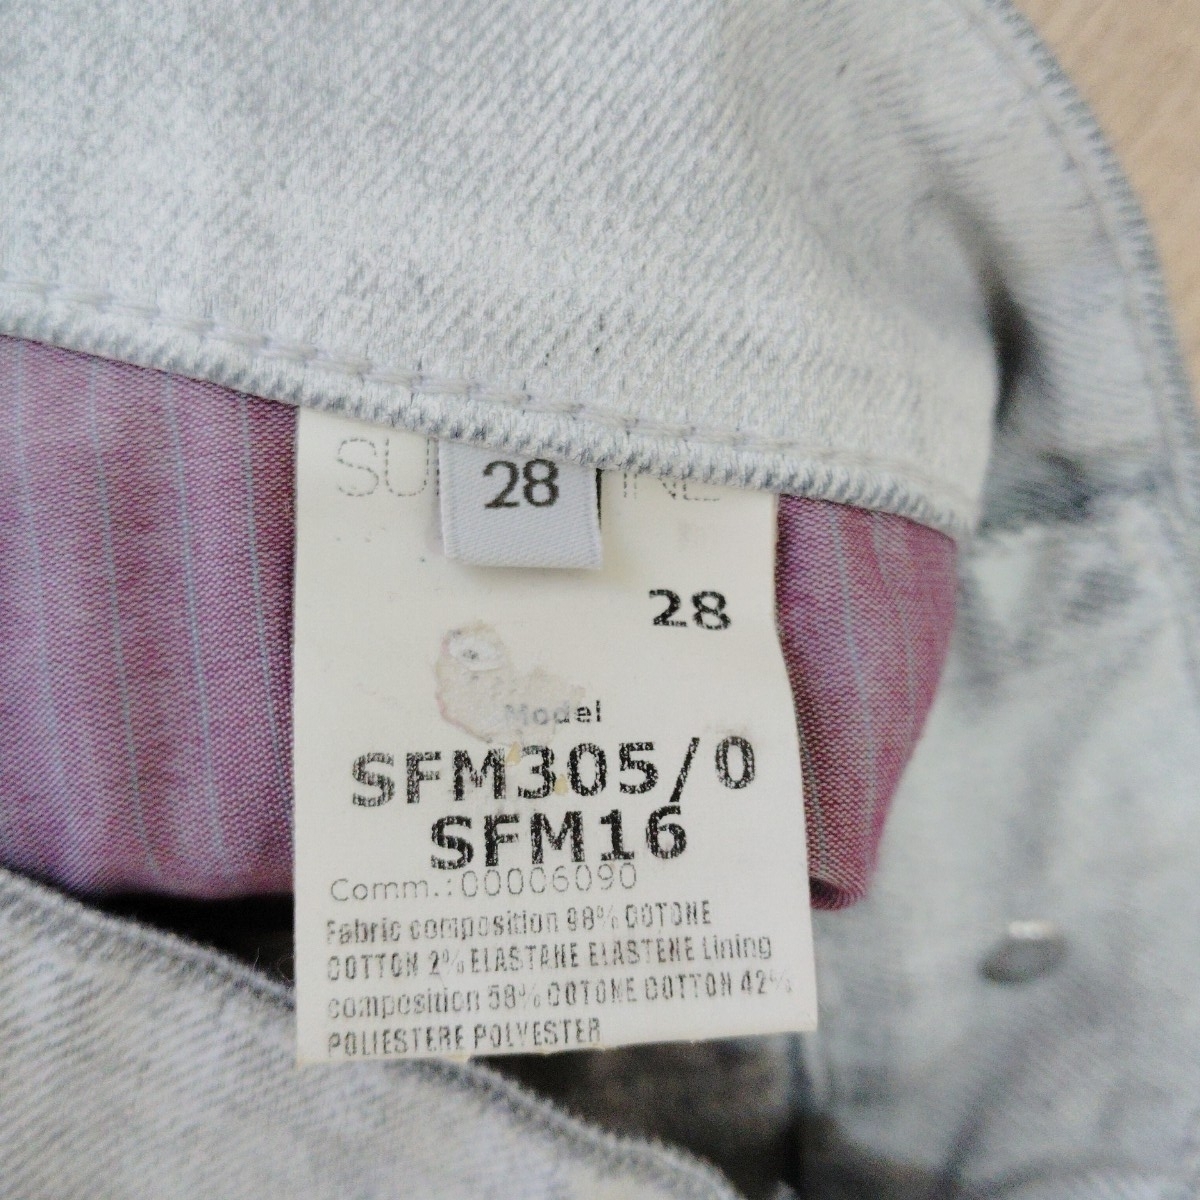 28
28
Model
SFM305/0
SFM16
Comm.:00006090
Fabric composition 98% COTONE
COTTON 2% ELASTANE ELASTENE Lining
composition 58% COTONE COTTON 42%
POLIESTERE POLYESTER